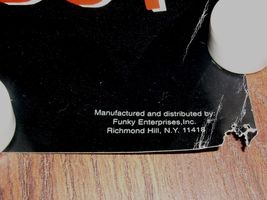 Manufactured and distributed by:
Funky Enterprises, Inc.
Richmond Hill, N.Y. 11418